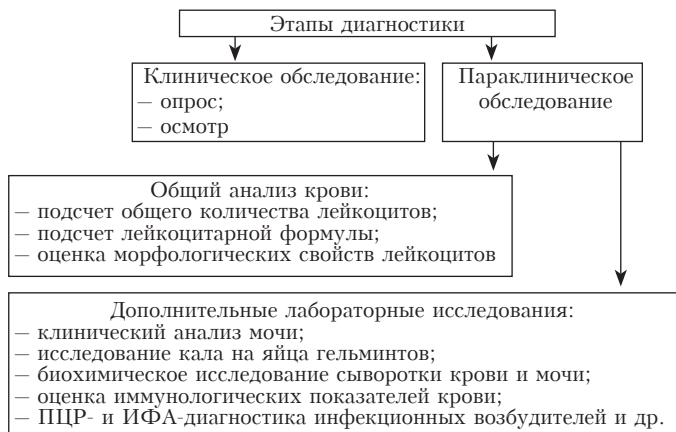 Этапы диагностики
Клиническое обследование:
— опрос;
— осмотр
Параклиническое
обследование
Общий анализ крови:
— подсчет общего количества лейкоцитов;
— подсчет лейкоцитарной формулы;
— оценка морфологических свойств лейкоцитов
Дополнительные лабораторные исследования:
— клинический анализ мочи;
— исследование кала на яйца гельминтов;
— биохимическое исследование сыворотки крови и мочи;
— оценка иммунологических показателей крови;
— ПЦР- и ИФА-диагностика инфекционных возбудителей и др.